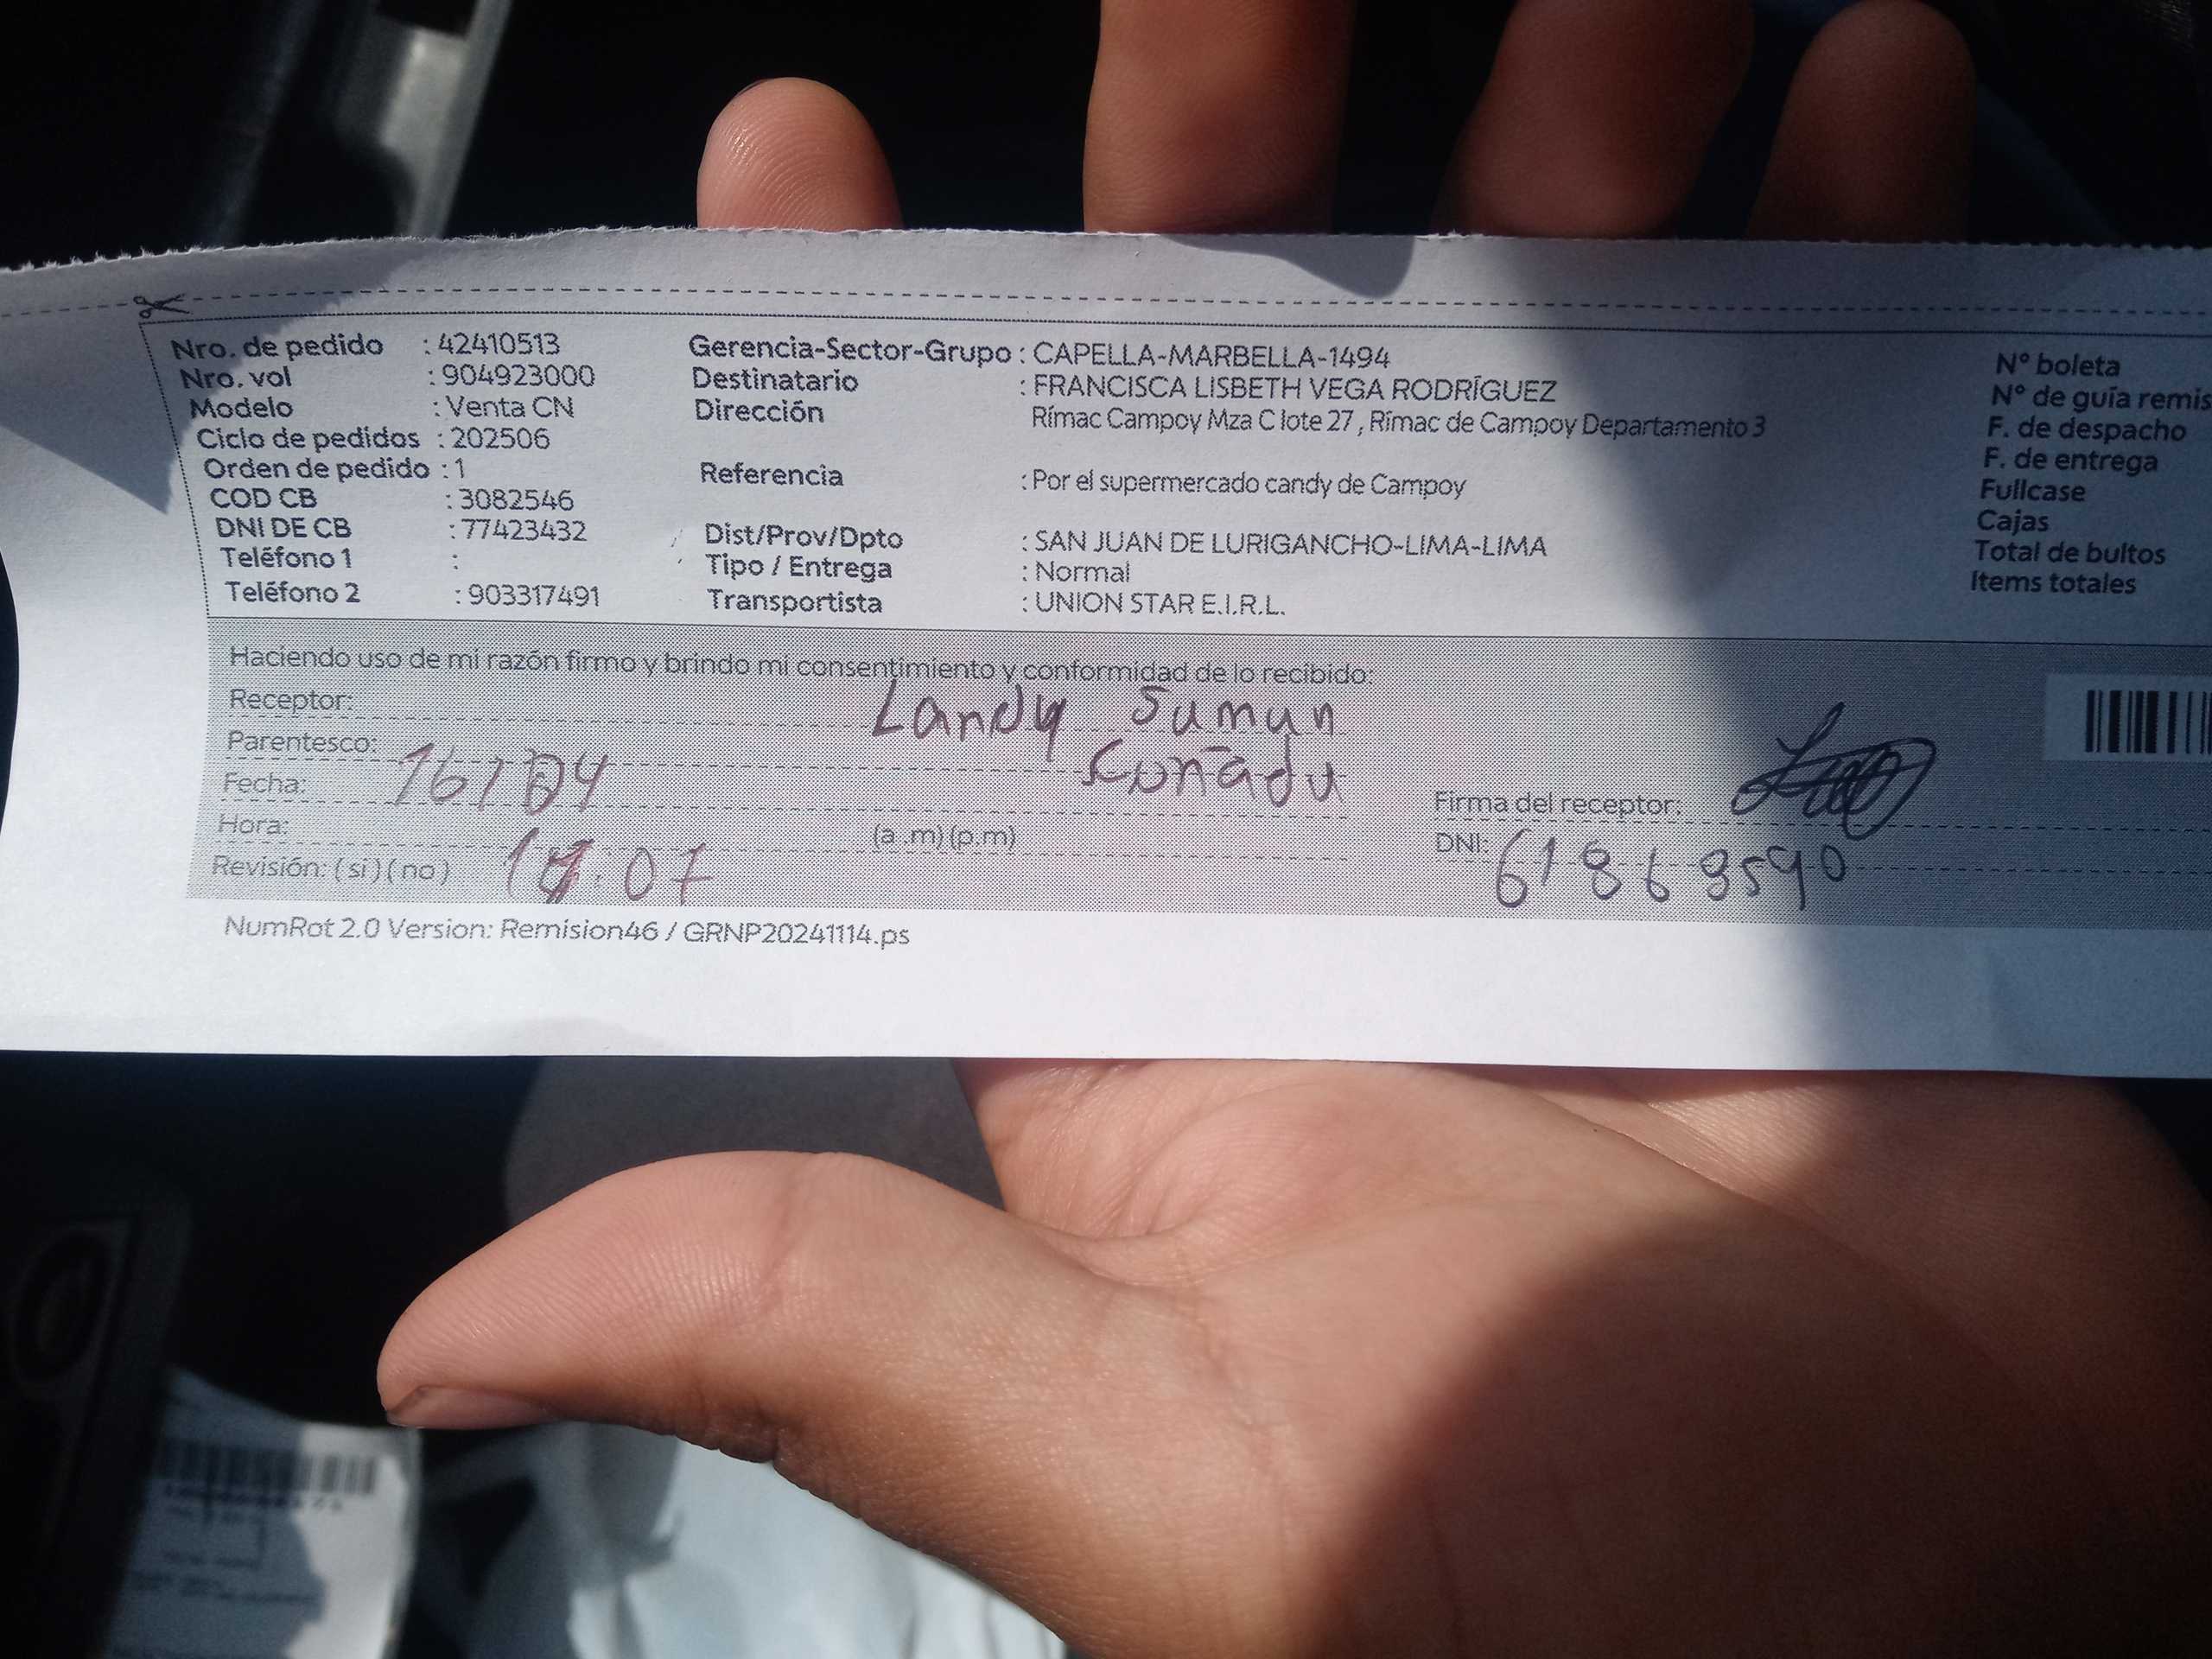 Nro. de pedido : 42410513
Nro. vol : 904923000
Modelo : Venta CN
Ciclo de pedidos : 202506
Orden de pedido : 1
COD CB : 3082546
DNI DE CB : 77423432
Teléfono 1 :
Teléfono 2 : 903317491
Gerencia-Sector-Grupo : CAPELLA-MARBELLA-1494
Destinatario : FRANCISCA LISBETH VEGA RODRÍGUEZ
Dirección Rímac Campoy Mza C lote 27 , Rímac de Campoy Departamento 3
Referencia : Por el supermercado candy de Campoy
Dist/Prov/Dpto : SAN JUAN DE LURIGANCHO-LIMA-LIMA
Tipo / Entrega : Normal
Transportista : UNION STAR E.I.R.L.
N° boleta
N° de guía remis
F. de despacho
F. de entrega
Fullcase
Cajas
Total de bultos
Items totales
Haciendo uso de mi razón firmo y brindo mi consentimiento y conformidad de lo recibido:
Receptor: Landy
Parentesco:
Fecha: 16/04
Hora: (a .m) (p.m)
Revisión: ( si ) ( no )
Firma del receptor:
DNI:
NumRot 2.0 Version: Remision46 / GRNP20241114.ps